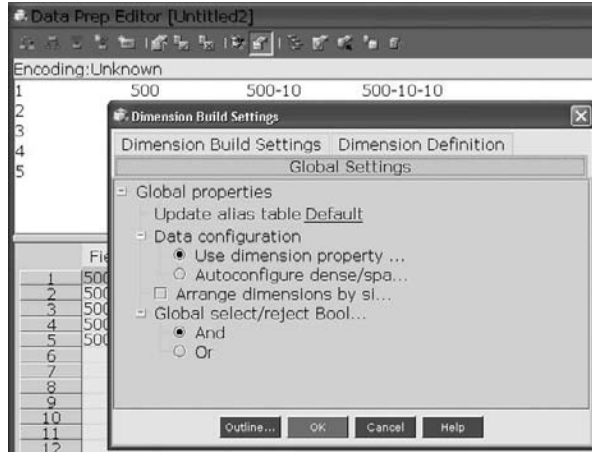 Data Prep Editor [Untitled2]
Encoding:Unknown
1 500 500-10 500-10-10
2
3
4
5
Dimension Build Settings
Dimension Build Settings Dimension Definition
Global Settings
Global properties
Update alias table Default
Data configuration
Use dimension property ...
Autoconfigure dense/spa...
Arrange dimensions by si...
Global select/reject Bool...
And
Or
Outline... OK Cancel Help
Fie
1 500
2 500
3 500
4 500
5 500
6
7
8
9
10
11
12